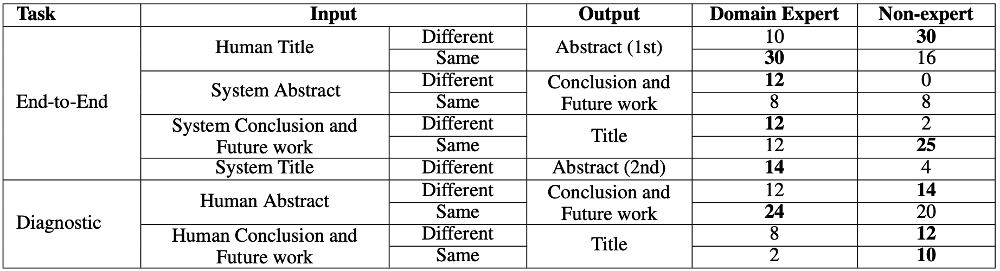 Task Input Output Domain Expert Non-expert
End-to-End Human Title Different Abstract (1st) 10 30
Same 30 16
System Abstract Different Conclusion and Future work 12 0
Same 8 8
System Conclusion and Future work Different Title 12 2
Same 12 25
System Title Different Abstract (2nd) 14 4
Diagnostic Human Abstract Different Conclusion and Future work 12 14
Same 24 20
Human Conclusion and Future work Different Title 8 12
Same 2 10